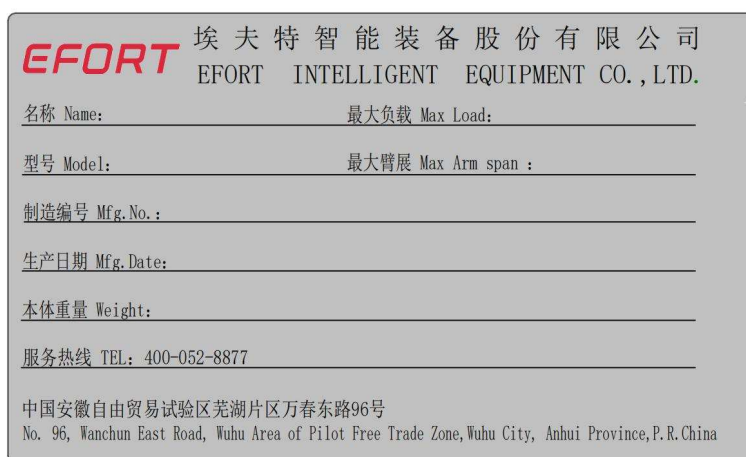 EFORT 埃夫特智能装备股份有限公司
EFORT INTELLIGENT EQUIPMENT CO.,LTD.
名称 Name: 最大负载 Max Load:
型号 Model: 最大臂展 Max Arm span :
制造编号 Mfg.No.:
生产日期 Mfg.Date:
本体重量 Weight:
服务热线 TEL: 400-052-8877
中国安徽自由贸易试验区芜湖片区万春东路96号
No. 96, Wanchun East Road, Wuhu Area of Pilot Free Trade Zone,Wuhu City, Anhui Province,P.R.China